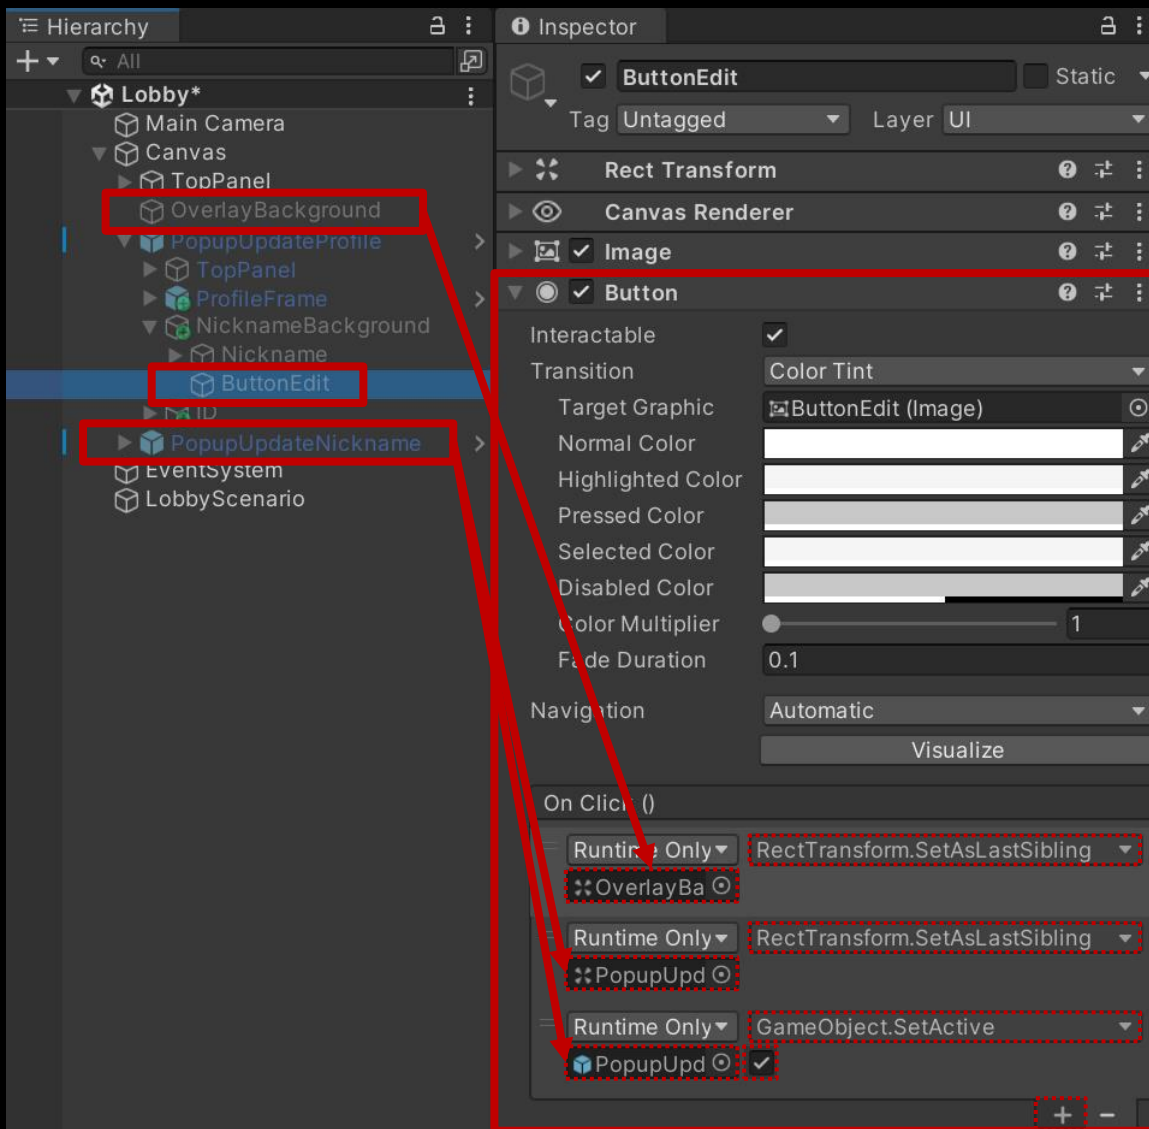 Hierarchy
All
Lobby*
Main Camera
Canvas
TopPanel
OverlayBackground
PopupUpdateProfile
TopPanel
ProfileFrame
NicknameBackground
Nickname
ButtonEdit
ID
PopupUpdateNickname
EventSystem
LobbyScenario
Inspector
ButtonEdit
Static
Tag Untagged Layer UI
Rect Transform
Canvas Renderer
Image
Button
Interactable
Transition Color Tint
Target Graphic ButtonEdit (Image)
Normal Color
Highlighted Color
Pressed Color
Selected Color
Disabled Color
Color Multiplier 1
Fade Duration 0.1
Navigation Automatic
Visualize
On Click ()
Runtime Only RectTransform.SetAsLastSibling
OverlayBa
Runtime Only RectTransform.SetAsLastSibling
PopupUpd
Runtime Only GameObject.SetActive
PopupUpd